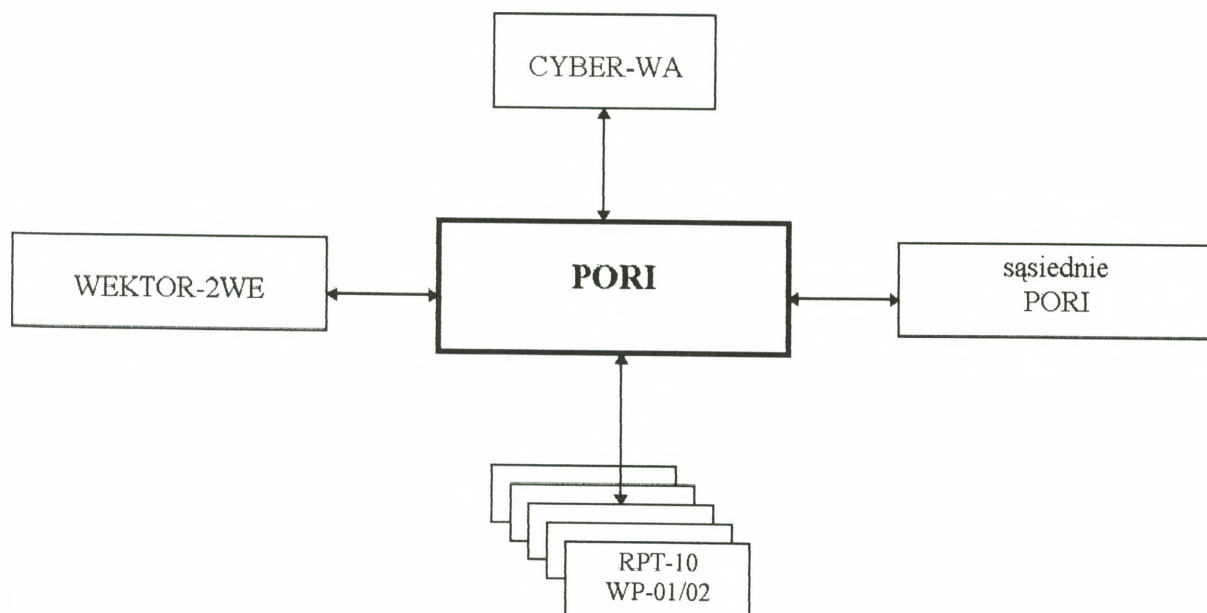 CYBER-WA
WEKTOR-2WE
PORI
sąsiednie
PORI
RPT-10
WP-01/02